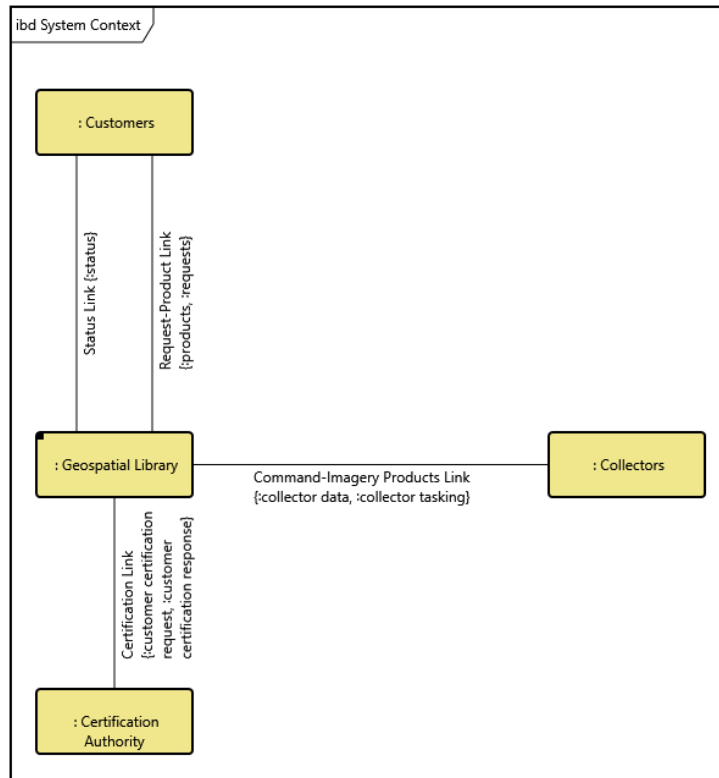 ibd System Context
: Customers
Status Link {:status}
Request-Product Link
{:products, :requests}
: Geospatial Library
: Collectors
Command-Imagery Products Link
{:collector data, :collector tasking}
Certification Link
{:customer certification
request, :customer
certification response}
: Certification
Authority